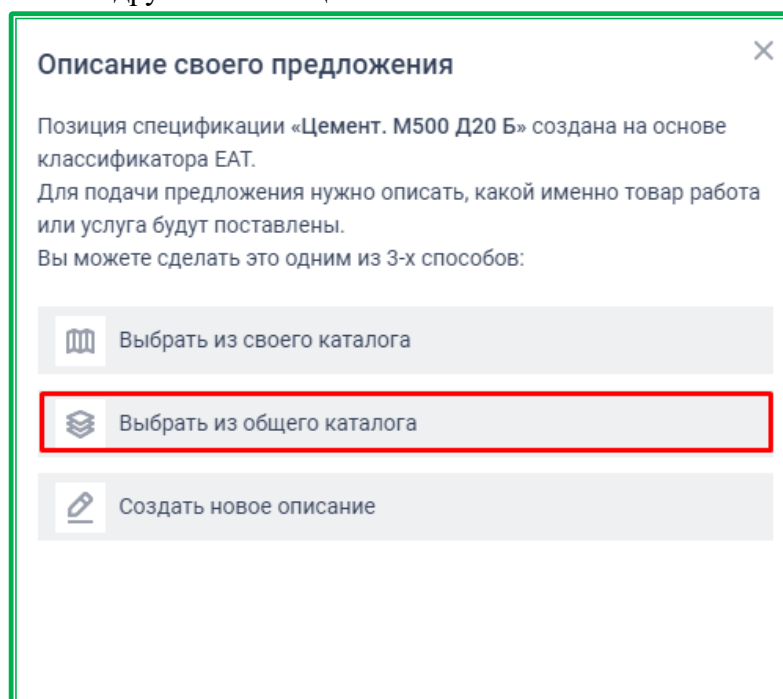 Описание своего предложения
Позиция спецификации «Цемент. М500 Д20 Б» создана на основе
классификатора ЕАТ.
Для подачи предложения нужно описать, какой именно товар работа
или услуга будут поставлены.
Вы можете сделать это одним из 3-х способов:
Выбрать из своего каталога
Выбрать из общего каталога
Создать новое описание